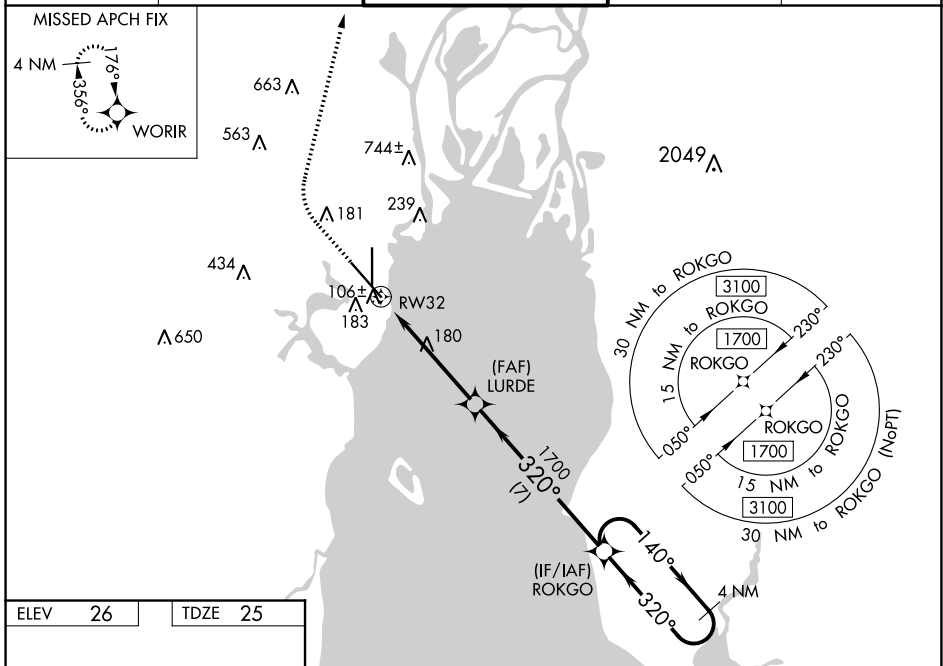 MISSED APCH FIX
4 NM
176°
356°
WORIR
663
563
744±
2049
181
239
434
106±
RW32
183
650
180
(FAF)
LURDE
1700
320°
(7)
(IF/IAF)
ROKGO
140°
320°
4 NM
30 NM to ROKGO
3100
15 NM to ROKGO
1700
230°
ROKGO
050°
230°
ROKGO
050°
1700
15 NM to ROKGO
3100
30 NM to ROKGO (NoPT)
ELEV 26
TDZE 25